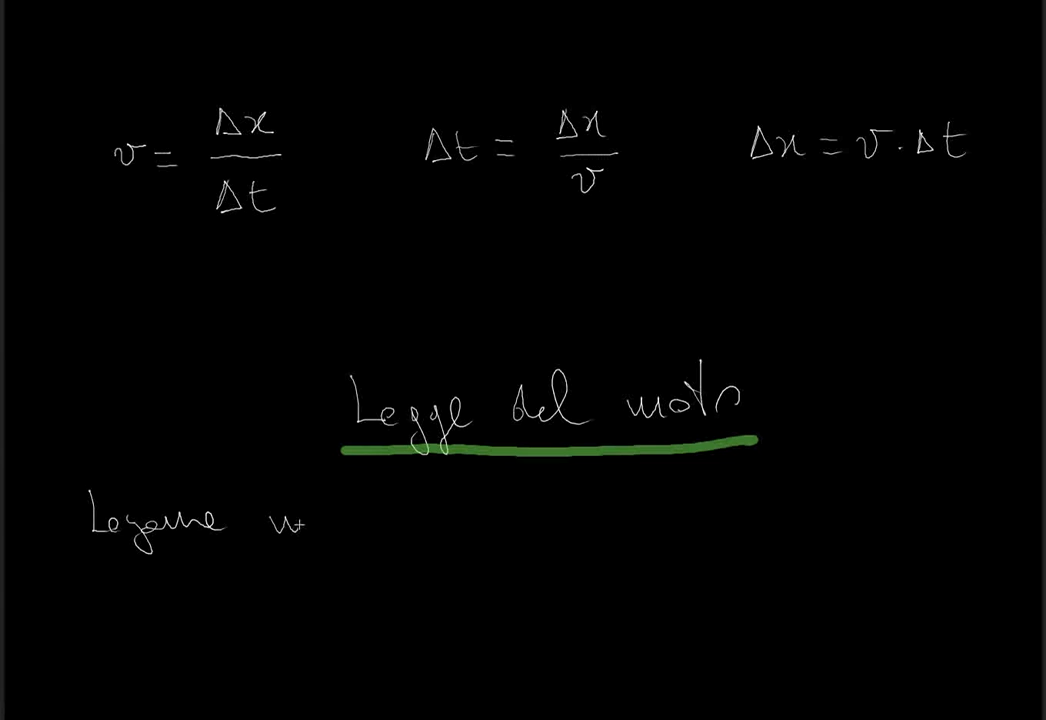 v = Δx / Δt    Δt = Δx / v    Δx = v · Δt
Legge del moto
Legame